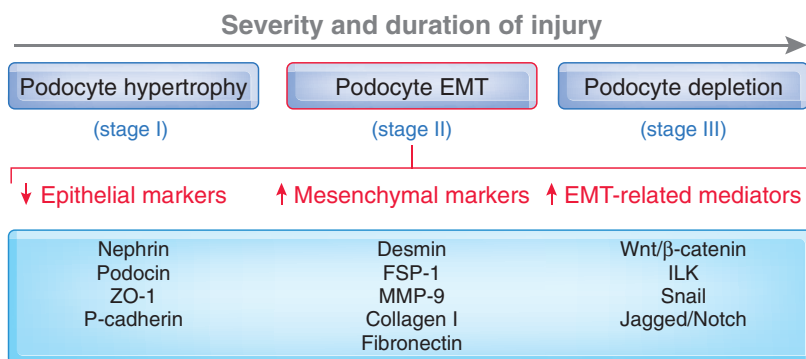 Severity and duration of injury
Podocyte hypertrophy Podocyte EMT Podocyte depletion
(stage I) (stage II) (stage III)
Epithelial markers Mesenchymal markers EMT-related mediators
Nephrin Desmin Wnt/β-catenin
Podocin FSP-1 ILK
ZO-1 MMP-9 Snail
P-cadherin Collagen I Jagged/Notch
Fibronectin